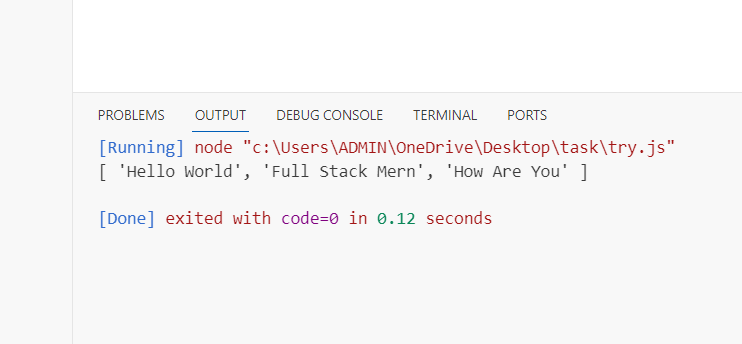 PROBLEMS OUTPUT DEBUG CONSOLE TERMINAL PORTS
[Running] node "c:\Users\ADMIN\OneDrive\Desktop\task\try.js"
[ 'Hello World', 'Full Stack Mern', 'How Are You' ]
[Done] exited with code=0 in 0.12 seconds